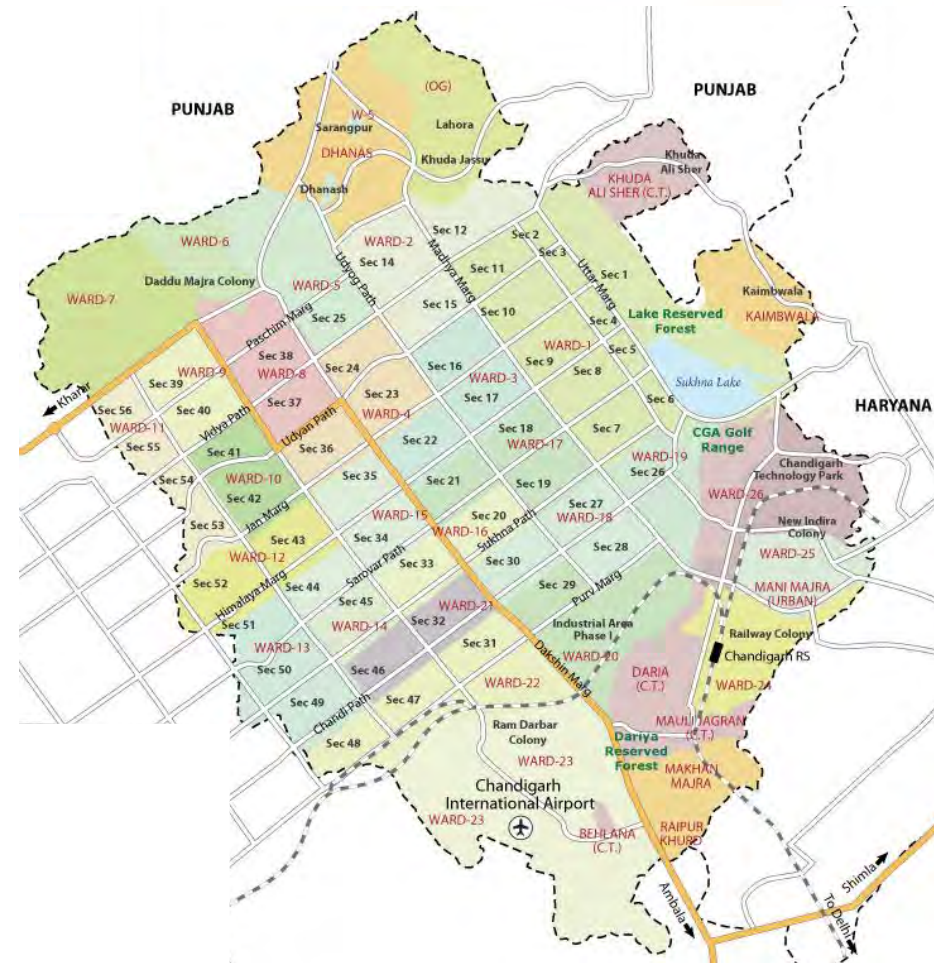 PUNJAB
PUNJAB
(OG)
W-5
Sarangpur
Lahora
DHANAS
Khuda Jassu
Khuda
Ali Sher
KHUDA
ALI SHER (C.T.)
Dhanash
WARD-6
WARD-2
Sec 12
Sec 2
Sec 3
Sec 14
Madhya Marg
Udyog Path
Uttar Marg
Sec 1
Sec 11
Daddu Majra Colony
WARD-5
WARD-7
Kaimbwala
KAIMBWALA
Lake Reserved
Forest
Paschim Marg
Sec 25
Sec 15
Sec 10
Sec 4
Sec 5
WARD-1
Sec 38
Sec 24
Sec 16
Sec 9
Sec 8
WARD-9
WARD-8
WARD-3
Sukhna Lake
Sec 39
Sec 23
Sec 17
Sec 6
Kharar
Sec 56
Sec 40
Sec 37
WARD-4
HARYANA
WARD-11
Vidya Path
Udyan Path
Sec 18
Sec 7
Sec 55
Sec 41
Sec 36
Sec 22
WARD-17
CGA Golf
Range
WARD-19
Sec 26
Chandigarh
Technology Park
Sec 54
WARD-10
Sec 35
Sec 21
Sec 19
Sec 42
WARD-26
Sec 27
Jan Marg
WARD-15
Sec 20
WARD-18
Sec 53
Sec 43
New Indira
Colony
WARD-16
Sukhna Path
Sec 34
Sec 28
WARD-12
Sarovar Path
Sec 33
Sec 30
WARD-25
Sec 52
Himalaya Marg
Sec 44
Sec 29
Purv Marg
MANI MAJRA
(URBAN)
Sec 45
WARD-21
Sec 51
Sec 32
WARD-14
Industrial Area
Phase I
Railway Colony
WARD-13
Sec 31
Chandigarh RS
Dakshin Marg
WARD-20
Sec 50
Sec 46
DARIA
(C.T.)
WARD-22
WARD-24
Sec 49
Chandi Path
Sec 47
Ram Darbar
Colony
MAULI JAGRAN
(C.T.)
Sec 48
Dariya
Reserved
Forest
WARD-23
MAKHAN
MAJRA
Chandigarh
International Airport
WARD-23
BEHLANA
(C.T.)
RAIPUR
KHURD
Shimla
Ambala
To Delhi